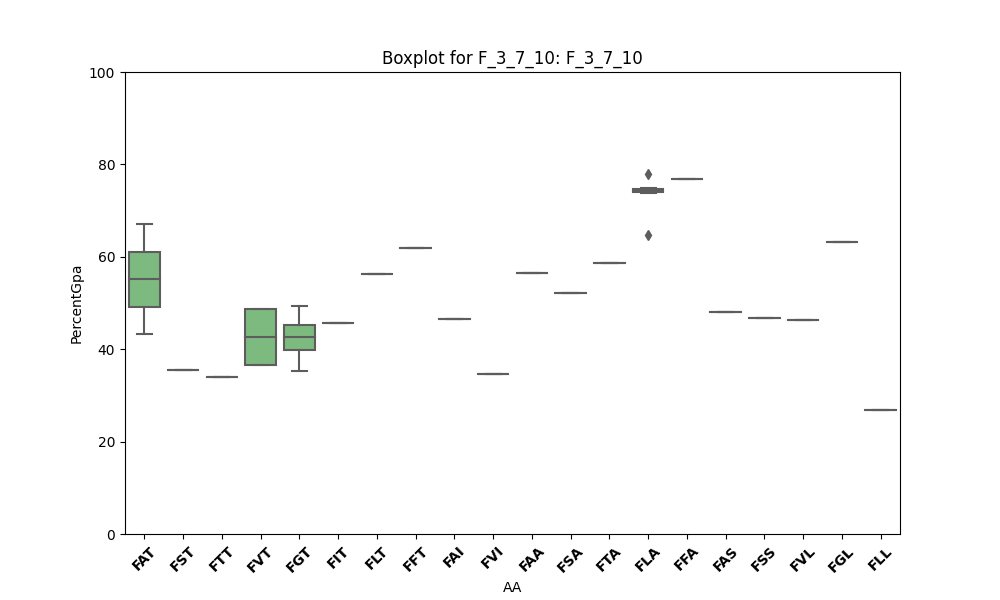 Boxplot for F_3_7_10: F_3_7_10
100
80
60
40
20
0
PercentGpa
FAT
FST
FTT
FVT
FGT
FIT
FLT
FFT
FAI
FVI
FAA
FSA
FTA
FLA
FFA
FAS
FSS
FVL
FGL
FLL
AA